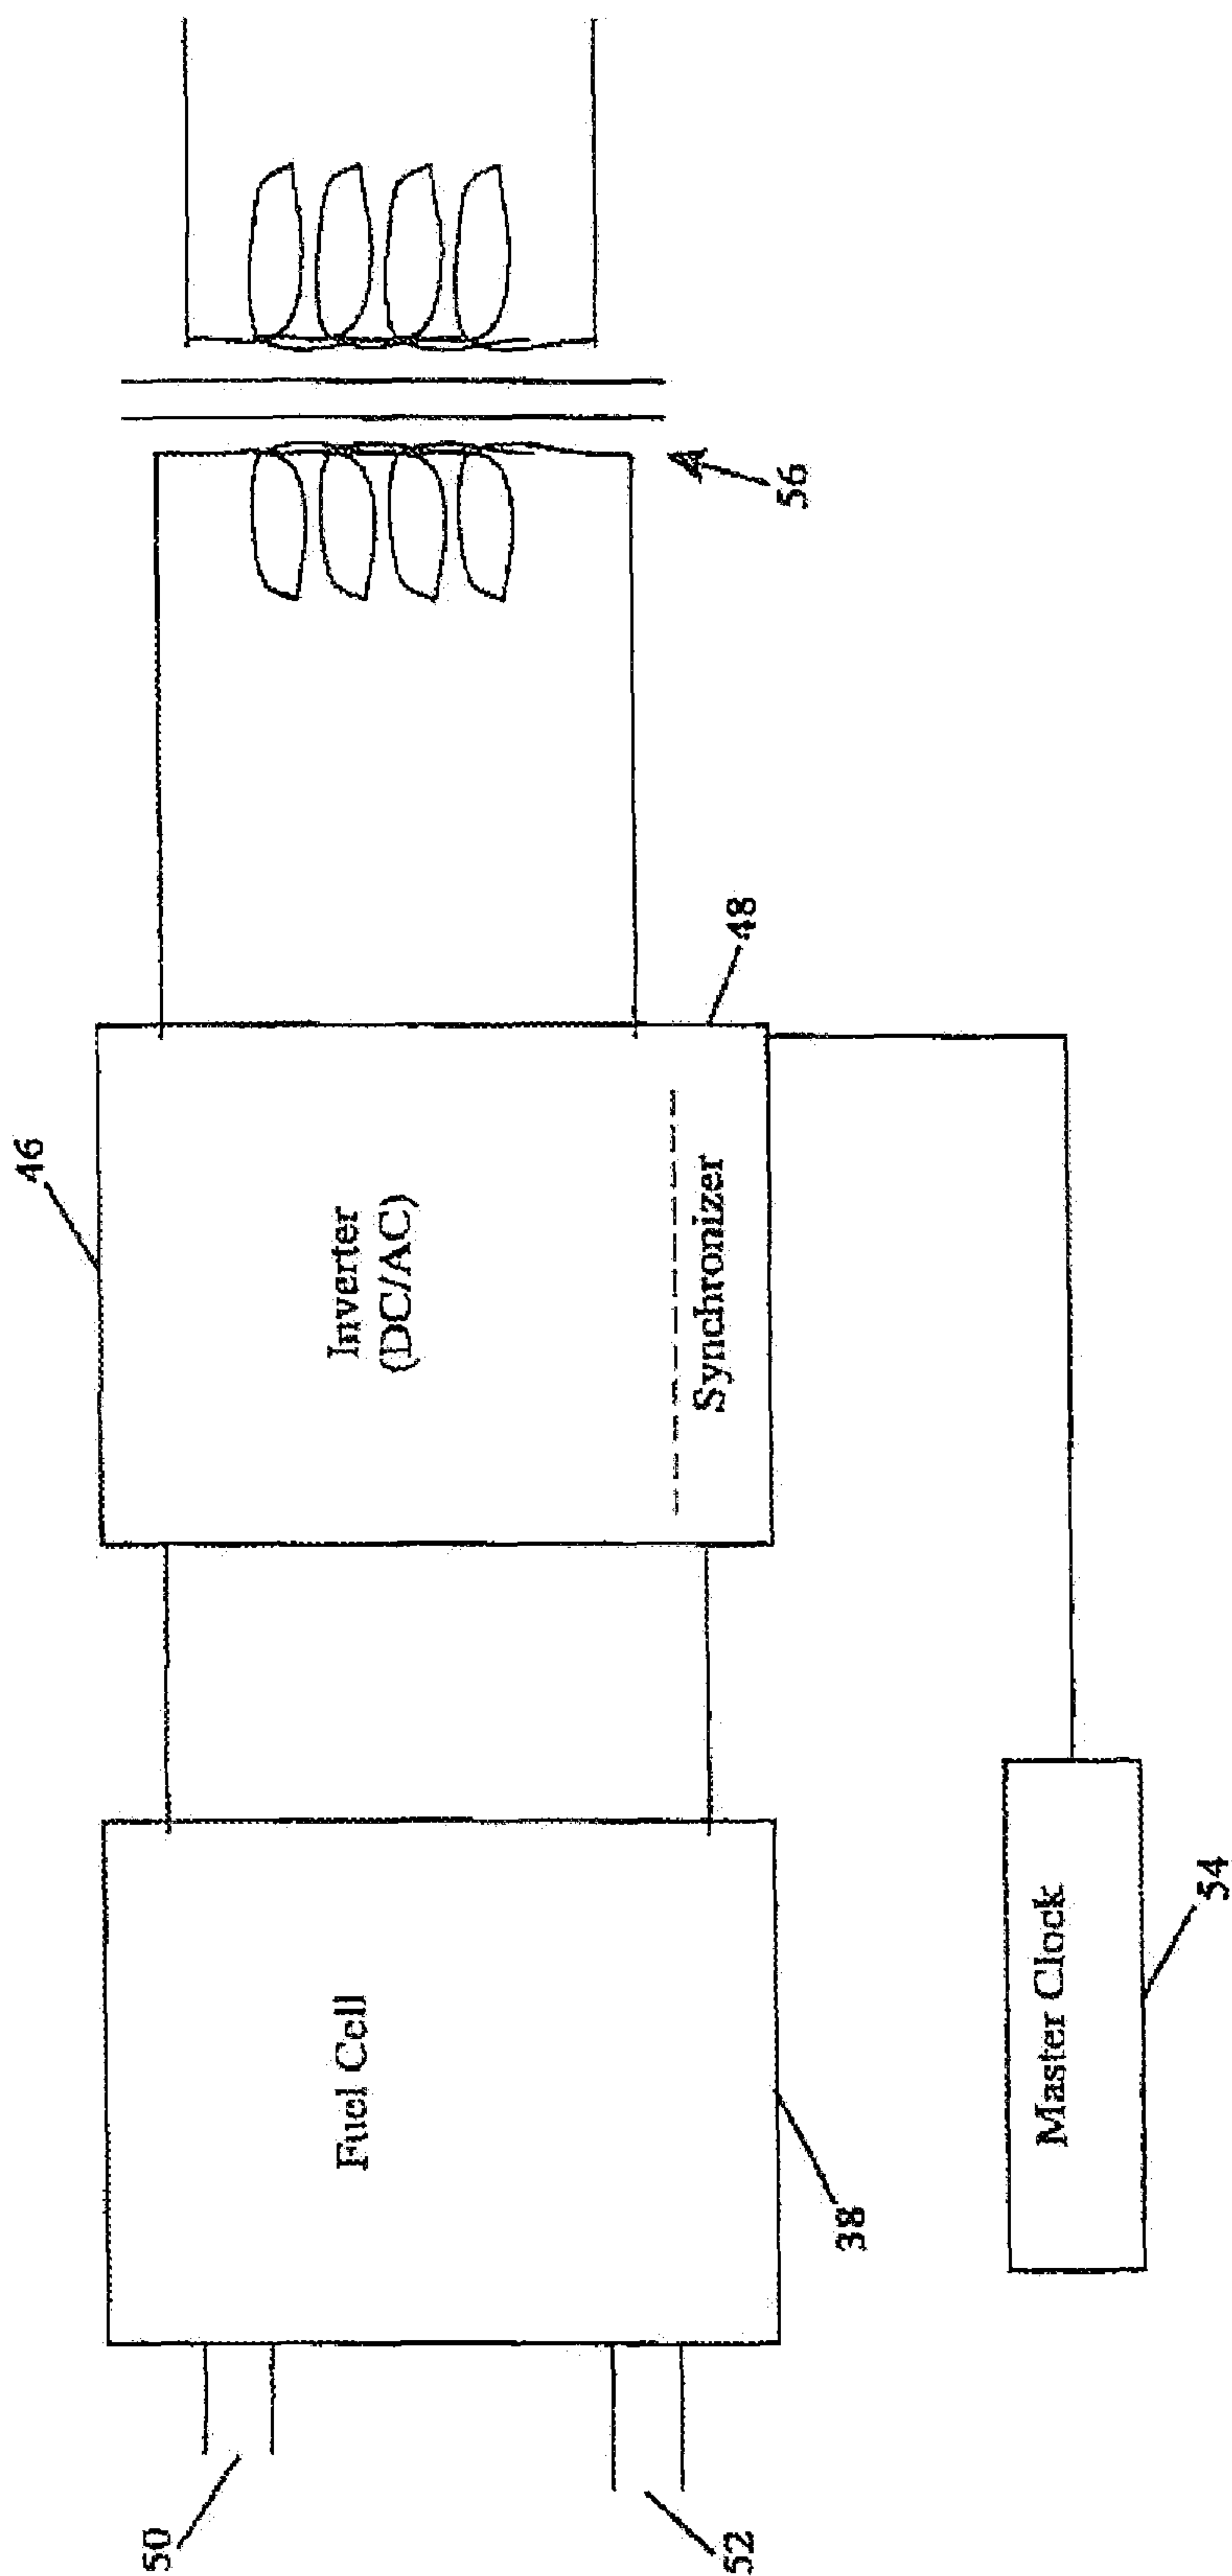 50
52
Fuel Cell
38
Master Clock
54
46
Inverter
(DC/AC)
Synchronizer
48
56